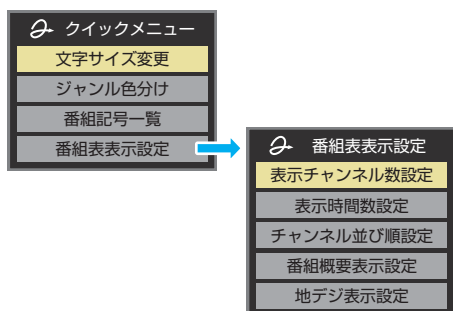 クイックメニュー
文字サイズ変更
ジャンル色分け
番組記号一覧
番組表表示設定
番組表表示設定
表示チャンネル数設定
表示時間数設定
チャンネル並び順設定
番組概要表示設定
地デジ表示設定